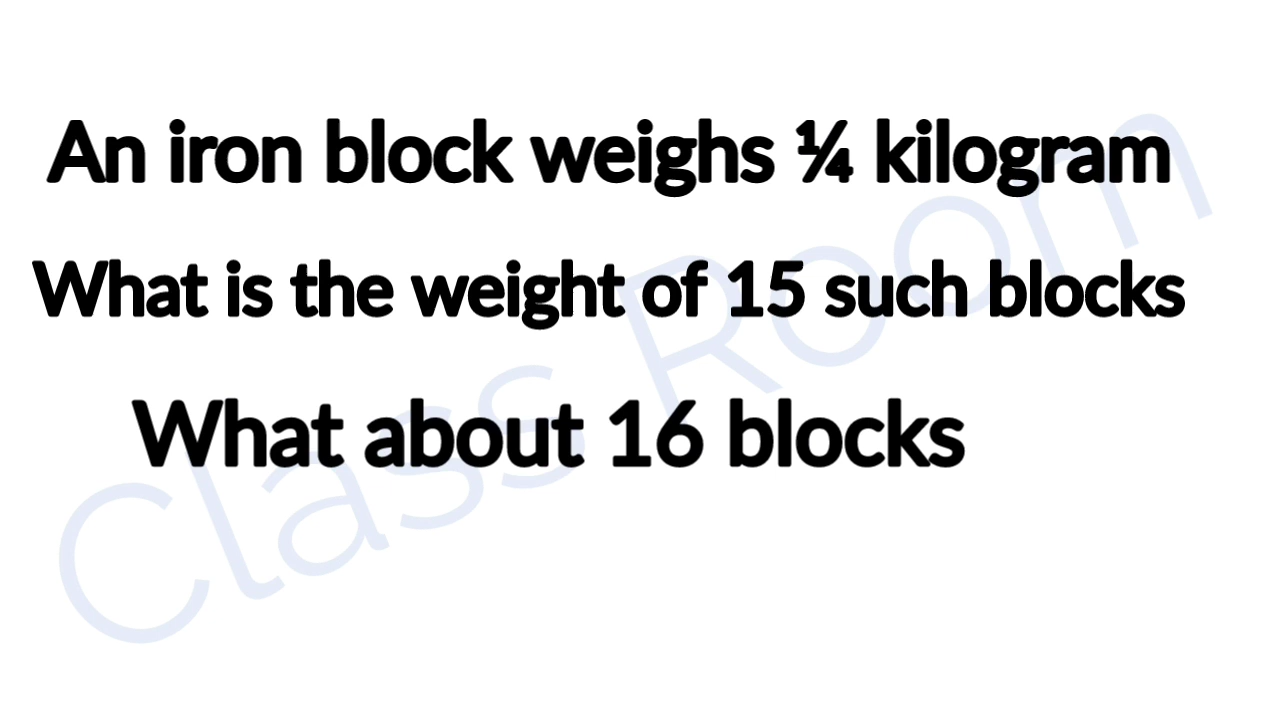 An iron block weighs ¼ kilogram
What is the weight of 15 such blocks
What about 16 blocks
Class Room